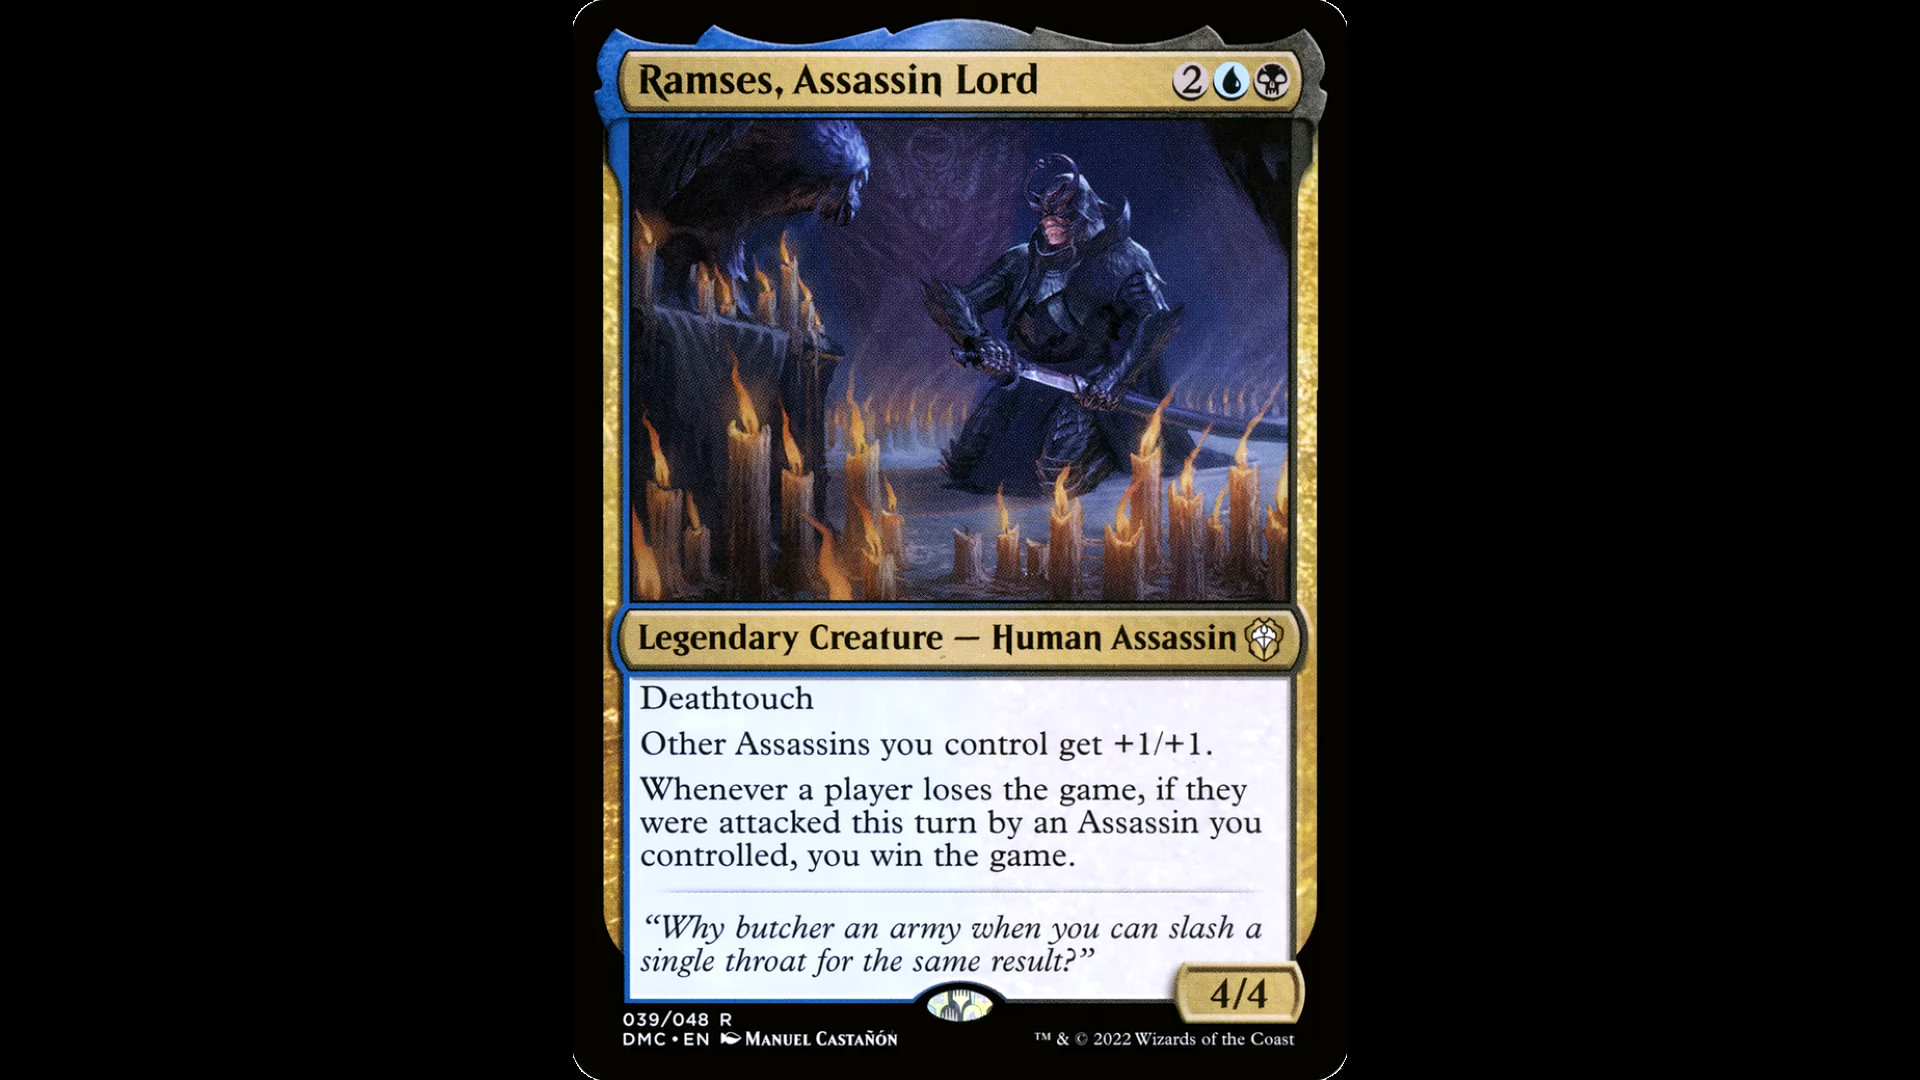 Ramses, Assassin Lord 2
Legendary Creature — Human Assassin
Deathtouch
Other Assassins you control get +1/+1.
Whenever a player loses the game, if they
were attacked this turn by an Assassin you
controlled, you win the game.
“Why butcher an army when you can slash a
single throat for the same result?”
4/4
039/048 R
DMC • EN Manuel Castañón
™ & © 2022 Wizards of the Coast